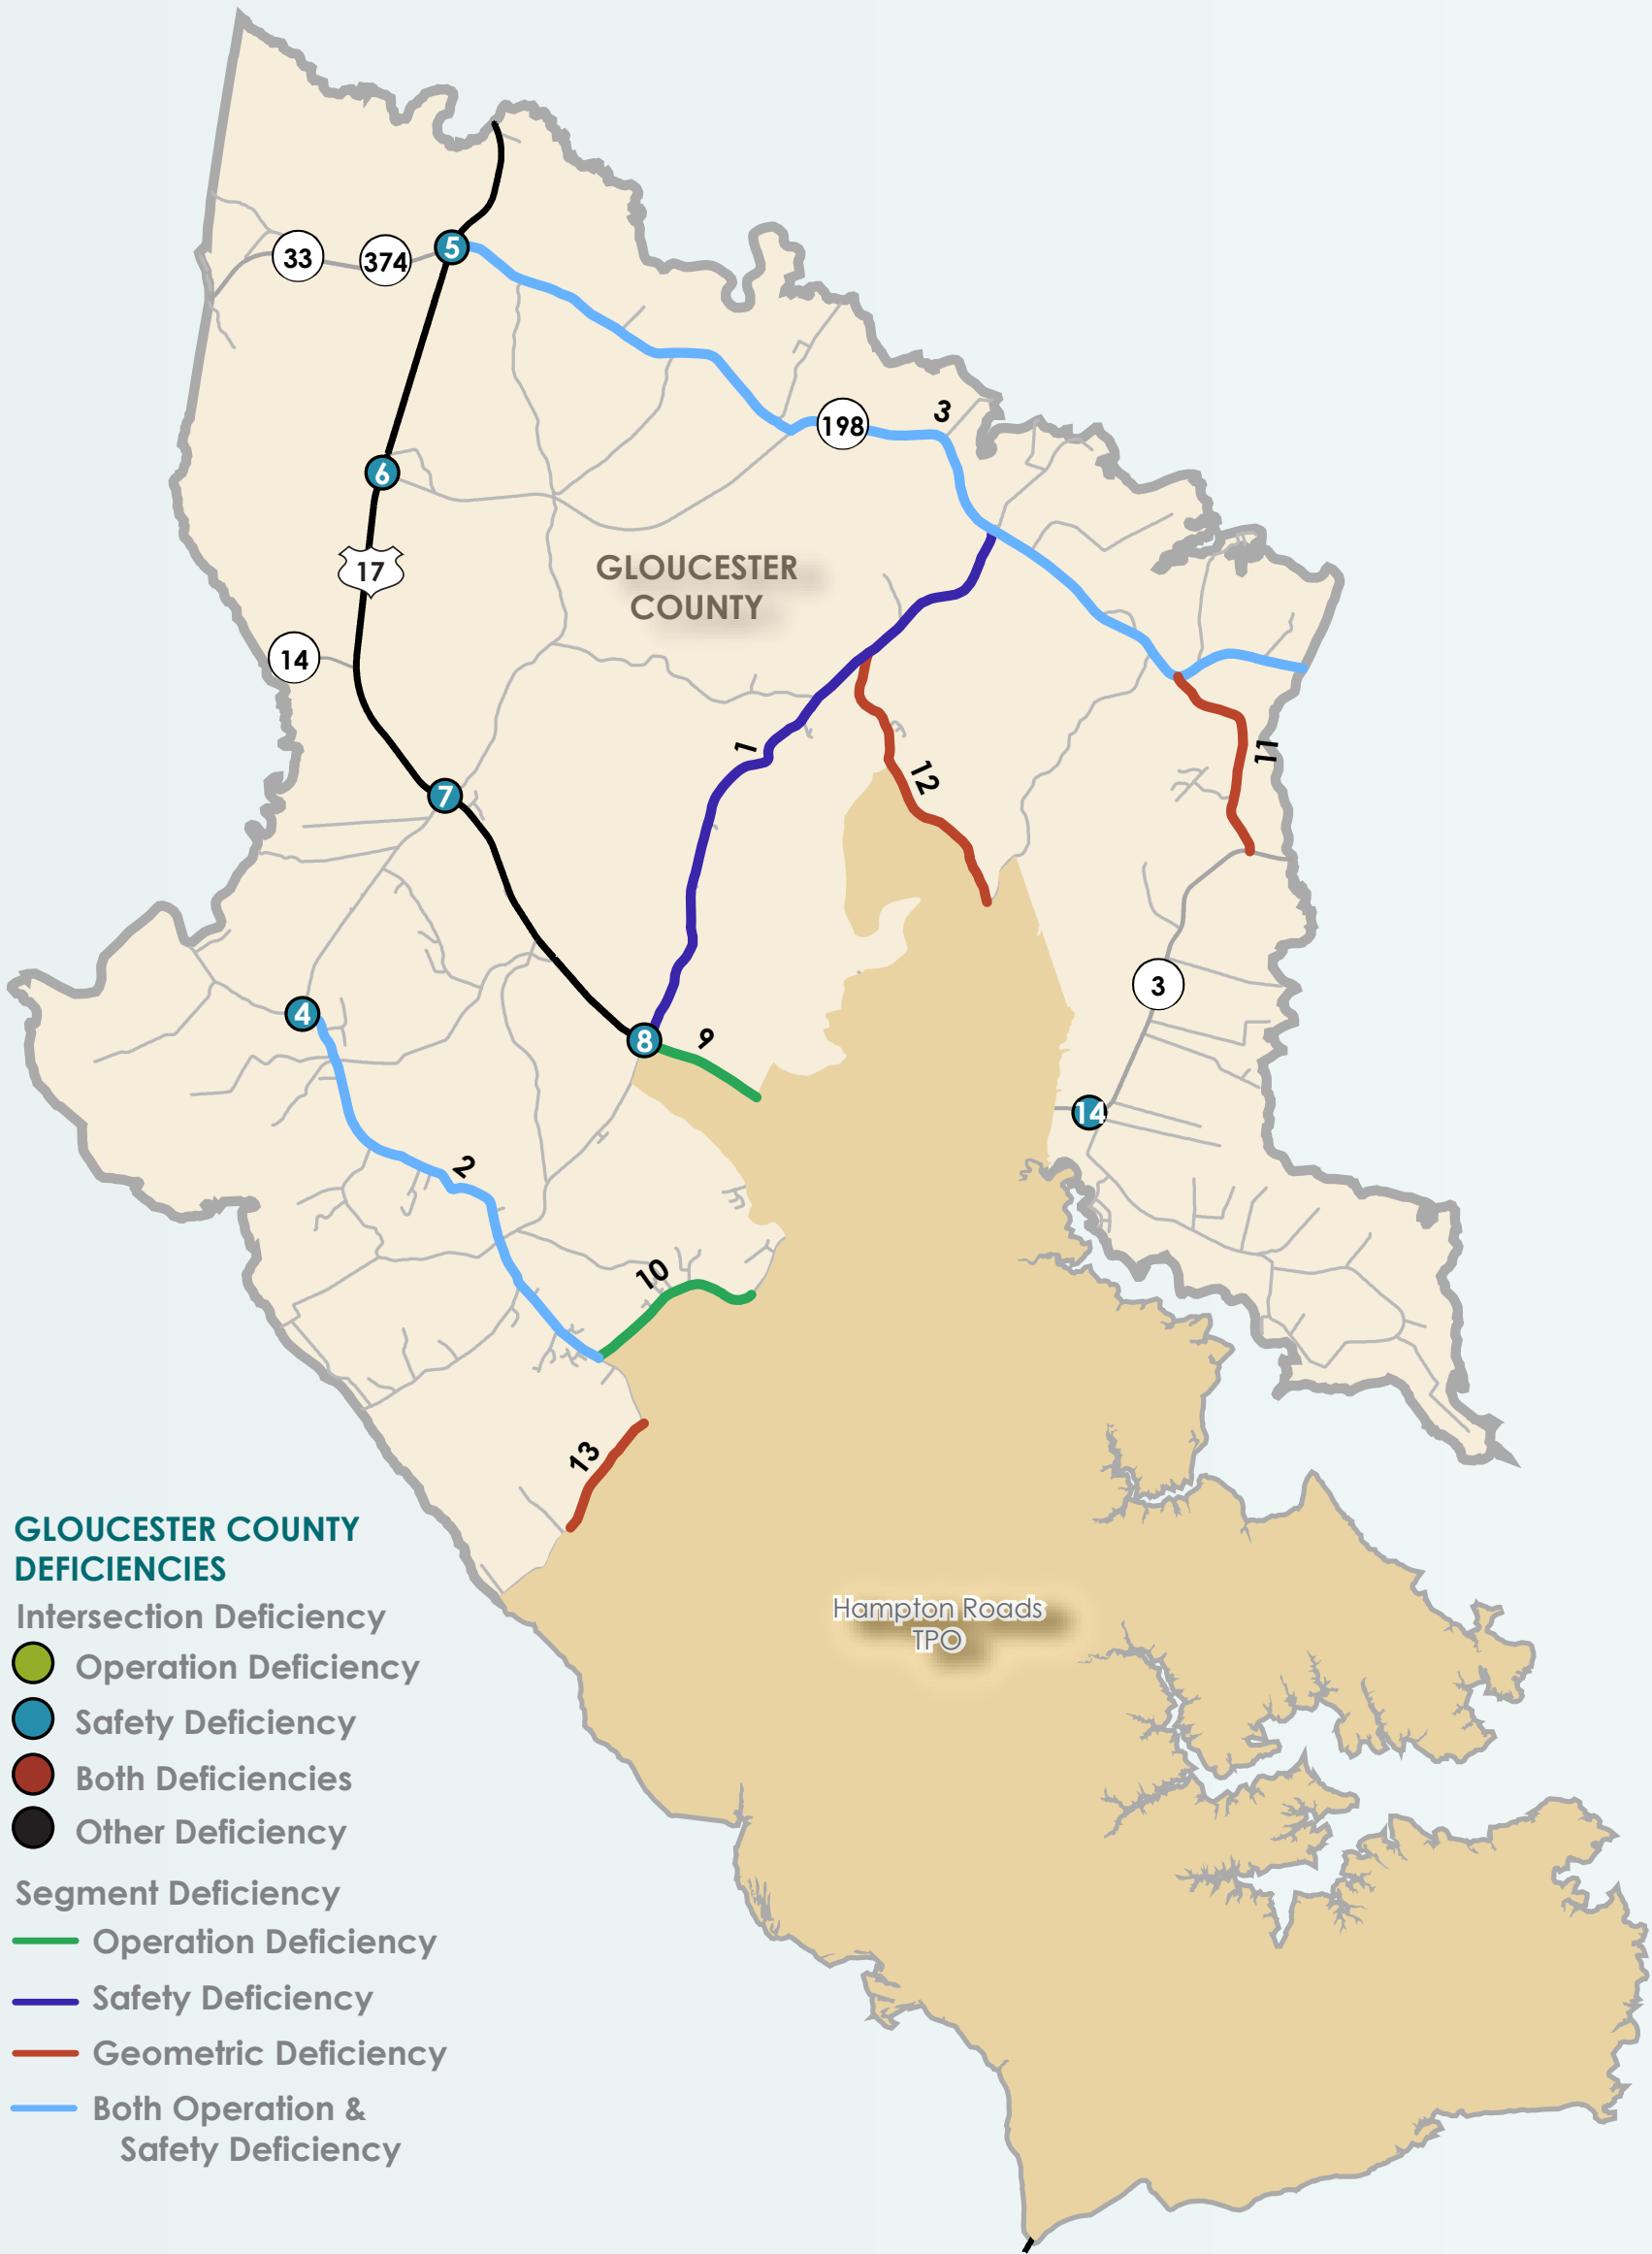 33
374
5
198
3
6
17
GLOUCESTER
COUNTY
14
1
12
11
7
3
4
8
9
14
2
10
13
GLOUCESTER COUNTY
DEFICIENCIES
Intersection Deficiency
Operation Deficiency
Safety Deficiency
Both Deficiencies
Other Deficiency
Segment Deficiency
Operation Deficiency
Safety Deficiency
Geometric Deficiency
Both Operation &
Safety Deficiency
Hampton Roads
TPO